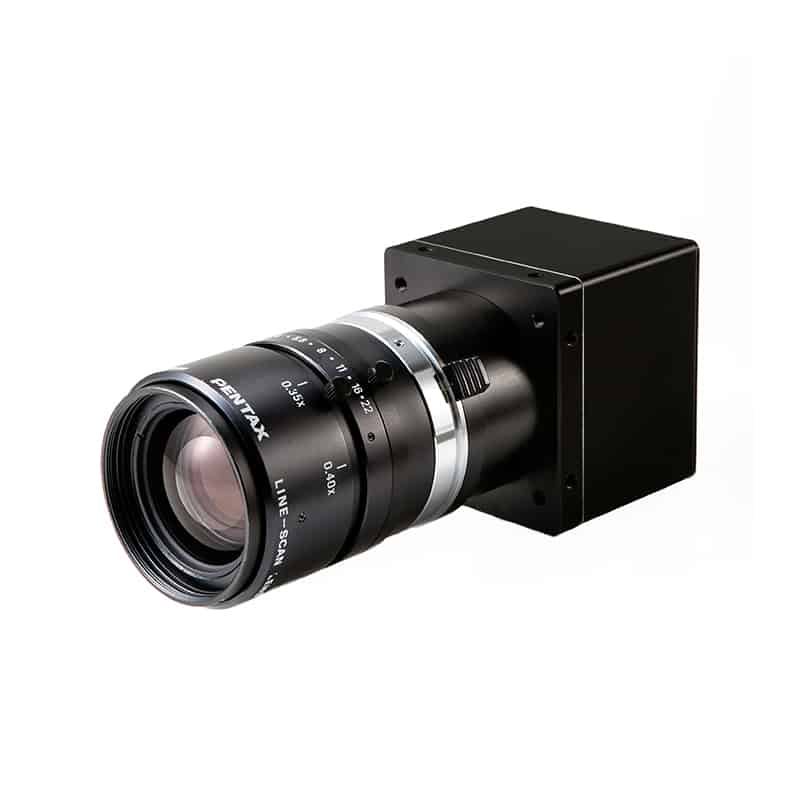 5.6 • 8 • 11 • 16 • 22
0.35x
PENTAX
0.40x
LINE-SCAN